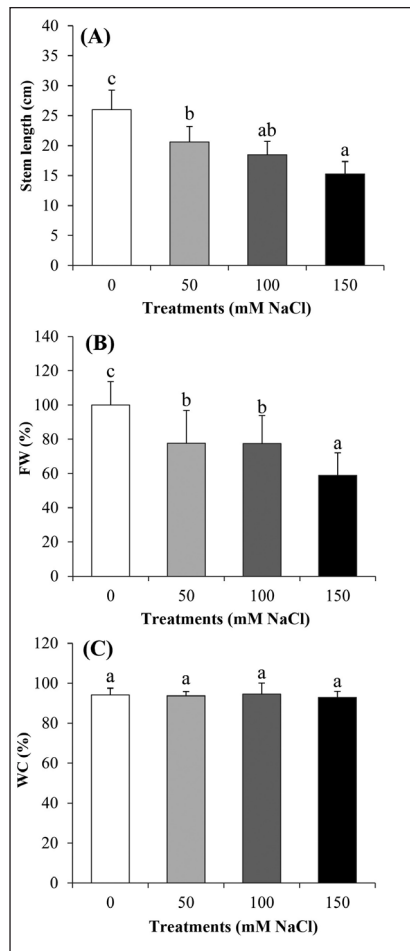 (A)
Stem length (cm)
40
35
30
25
20
15
10
5
0
c
b
ab
a
0 50 100 150
Treatments (mM NaCl)
(B)
FW (%)
140
120
100
80
60
40
20
0
c
b
b
a
0 50 100 150
Treatments (mM NaCl)
(C)
WC (%)
120
100
80
60
40
20
0
a
a
a
a
0 50 100 150
Treatments (mM NaCl)